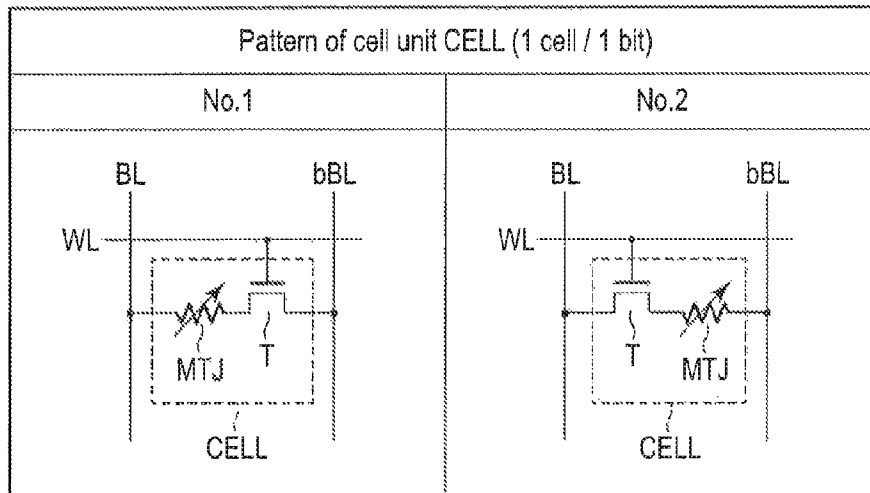 Pattern of cell unit CELL (1 cell / 1 bit)
No.1
No.2
BL
bBL
WL
MTJ
T
CELL
BL
bBL
WL
T
MTJ
CELL